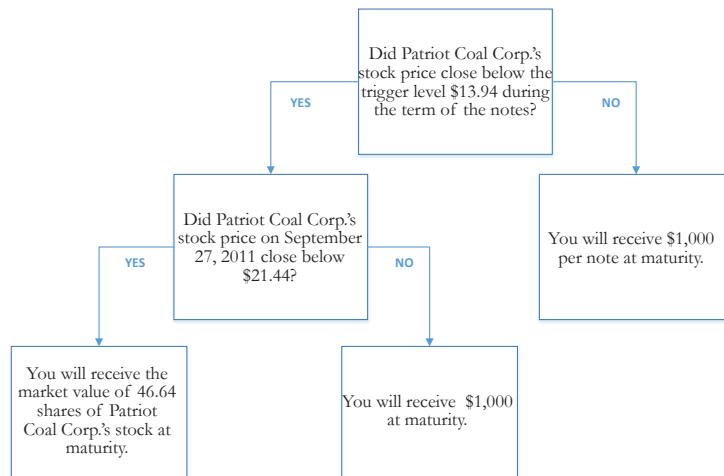 Did Patriot Coal Corp.'s
stock price close below the
trigger level $13.94 during
the term of the notes?
YES
NO
Did Patriot Coal Corp.'s
stock price on September
27, 2011 close below
$21.44?
You will receive $1,000
per note at maturity.
YES
NO
You will receive the
market value of 46.64
shares of Patriot
Coal Corp.'s stock at
maturity.
You will receive $1,000
at maturity.